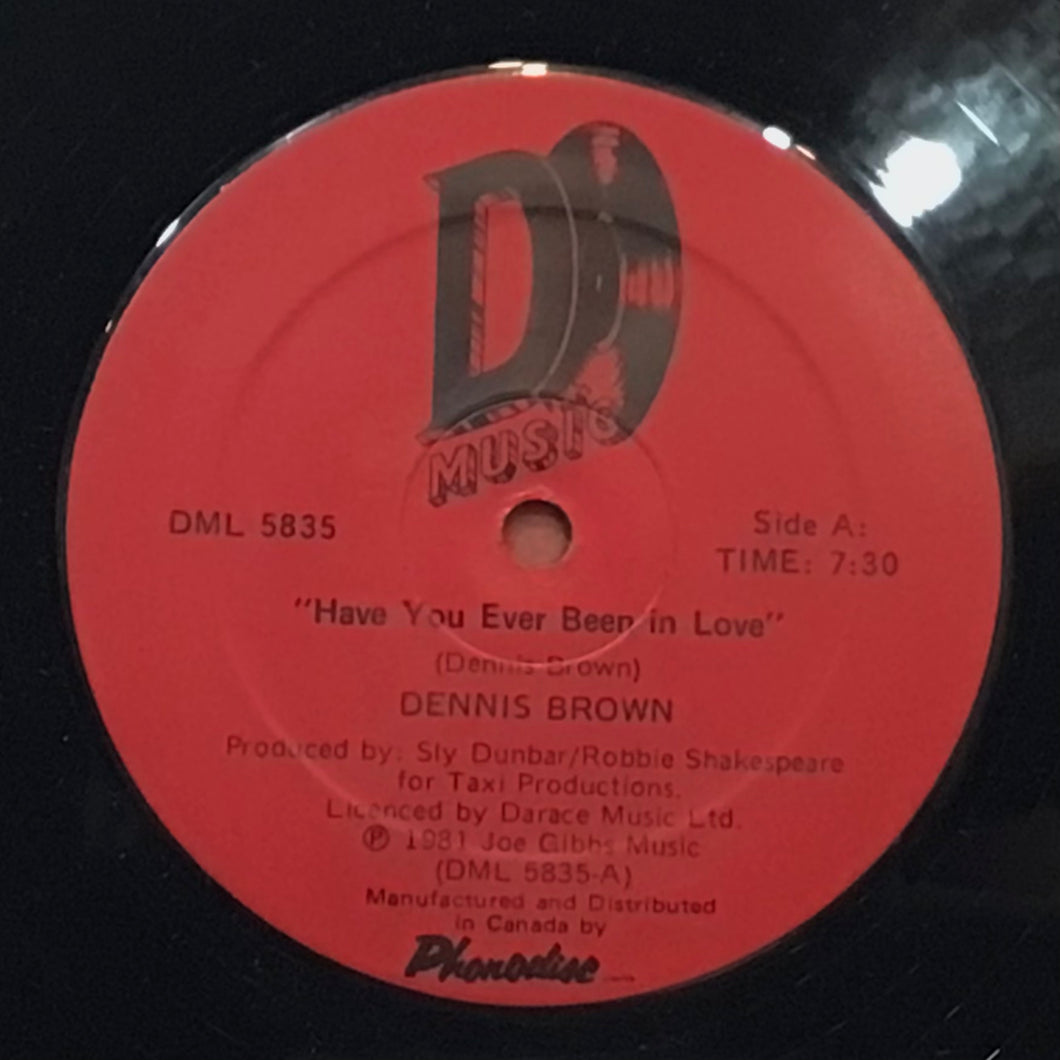 D
MUSIC
DML 5835
Side A:
TIME: 7:30
"Have You Ever Been in Love"
(Dennis Brown)
DENNIS BROWN
Produced by: Sly Dunbar/Robbie Shakespeare
for Taxi Productions.
Licenced by Darace Music Ltd.
℗ 1981 Joe Gibbs Music
(DML 5835-A)
Manufactured and Distributed
in Canada by
Phonodisc